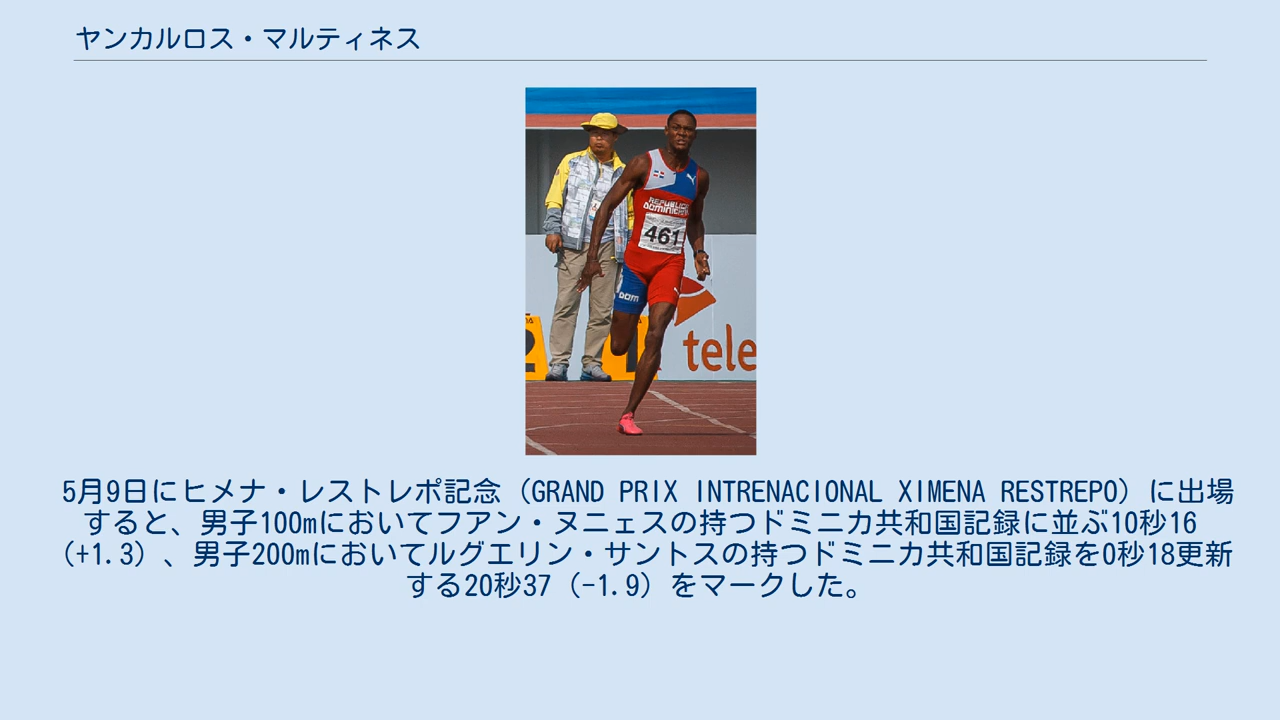 ヤンカルロス・マルティネス
REPUBLICA
DOMINICANA
461
DOM
tele
5月9日にヒメナ・レストレポ記念（GRAND PRIX INTRENACIONAL XIMENA RESTREPO）に出場
すると、男子100mにおいてフアン・ヌニェスの持つドミニカ共和国記録に並ぶ10秒16
（+1.3）、男子200mにおいてルグエリン・サントスの持つドミニカ共和国記録を0秒18更新
する20秒37（-1.9）をマークした。